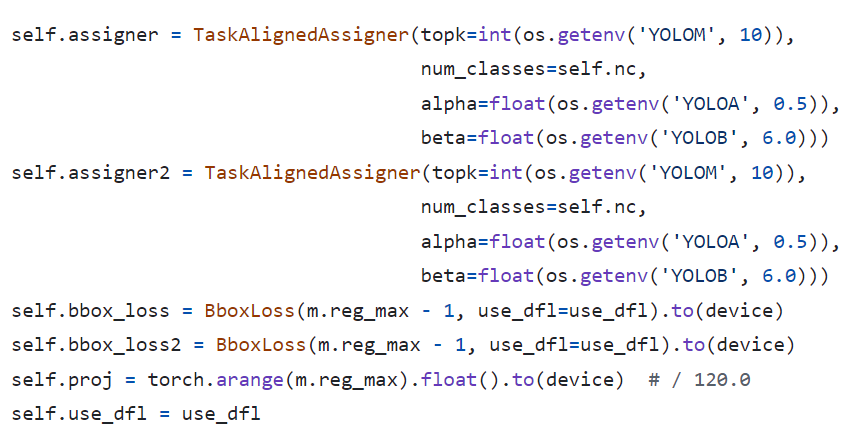 self.assigner = TaskAlignedAssigner(topk=int(os.getenv('YOLOM', 10)),
                                    num_classes=self.nc,
                                    alpha=float(os.getenv('YOLOA', 0.5)),
                                    beta=float(os.getenv('YOLOB', 6.0)))
self.assigner2 = TaskAlignedAssigner(topk=int(os.getenv('YOLOM', 10)),
                                    num_classes=self.nc,
                                    alpha=float(os.getenv('YOLOA', 0.5)),
                                    beta=float(os.getenv('YOLOB', 6.0)))
self.bbox_loss = BboxLoss(m.reg_max - 1, use_dfl=use_dfl).to(device)
self.bbox_loss2 = BboxLoss(m.reg_max - 1, use_dfl=use_dfl).to(device)
self.proj = torch.arange(m.reg_max).float().to(device)  # / 120.0
self.use_dfl = use_dfl